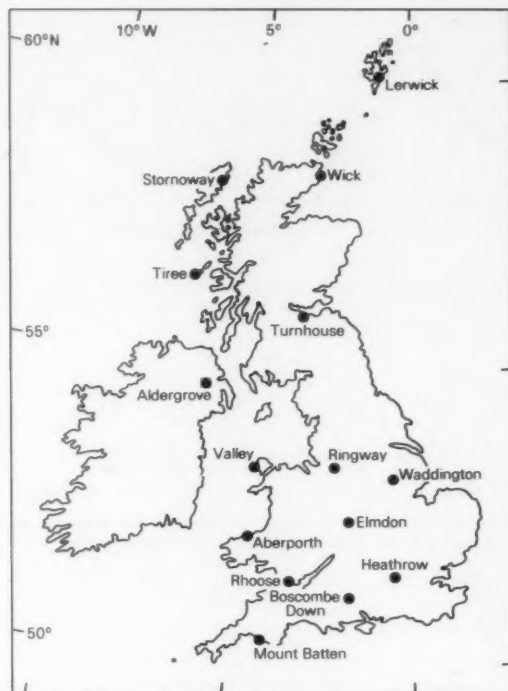 60°N
10°W
5°
0°
Lerwick
Stornoway
Wick
Tiree
Turnhouse
55°
Aldergrove
Valley
Ringway
Waddington
Elmdon
Aberporth
Heathrow
Rhoose
Boscombe
Down
50°
Mount Batten